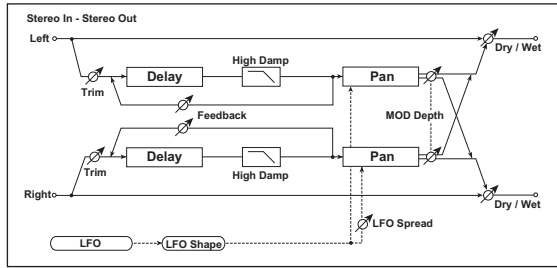 Stereo In - Stereo Out
Left
Dry / Wet
High Damp
Delay
Pan
Trim
Feedback
MOD Depth
Delay
Pan
Trim
High Damp
Right
Dry / Wet
LFO Spread
LFO
LFO Shape